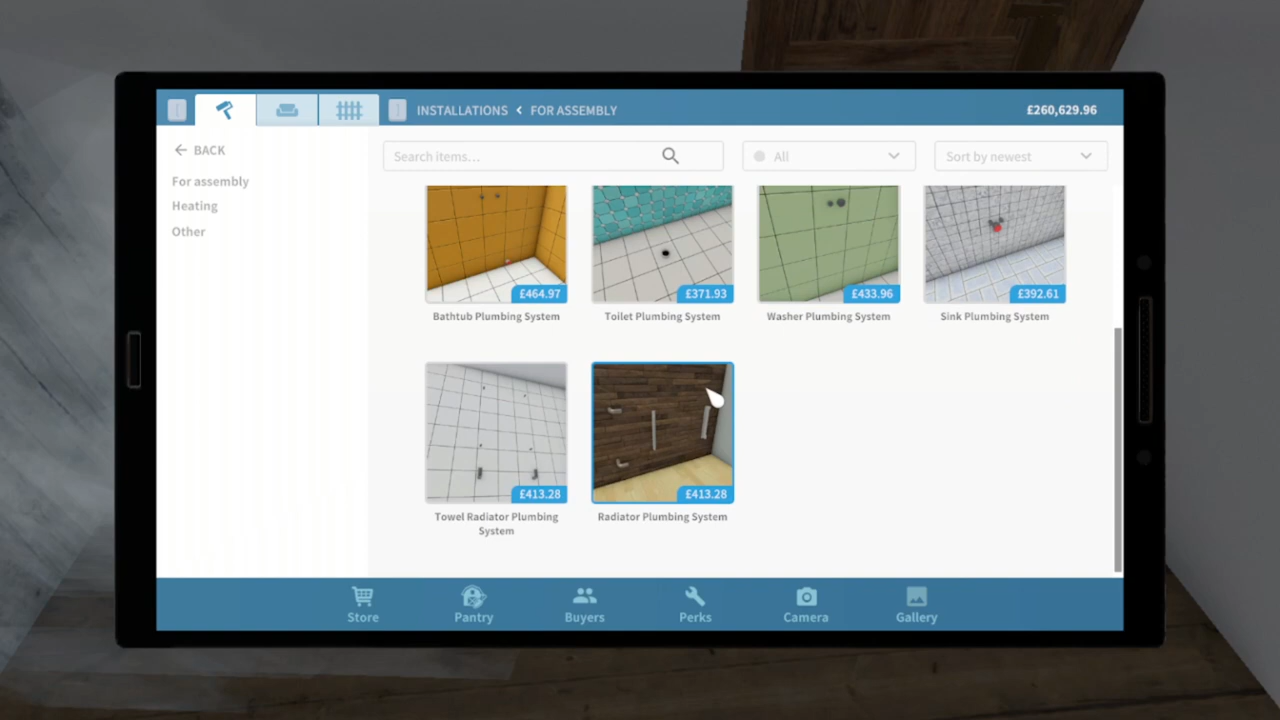 INSTALLATIONS < FOR ASSEMBLY
£260,629.96
BACK
For assembly
Heating
Other
Search items...
All
Sort by newest
£464.97
£371.93
£433.96
£392.61
Bathtub Plumbing System
Toilet Plumbing System
Washer Plumbing System
Sink Plumbing System
£413.28
£413.28
Towel Radiator Plumbing
System
Radiator Plumbing System
Store
Pantry
Buyers
Perks
Camera
Gallery